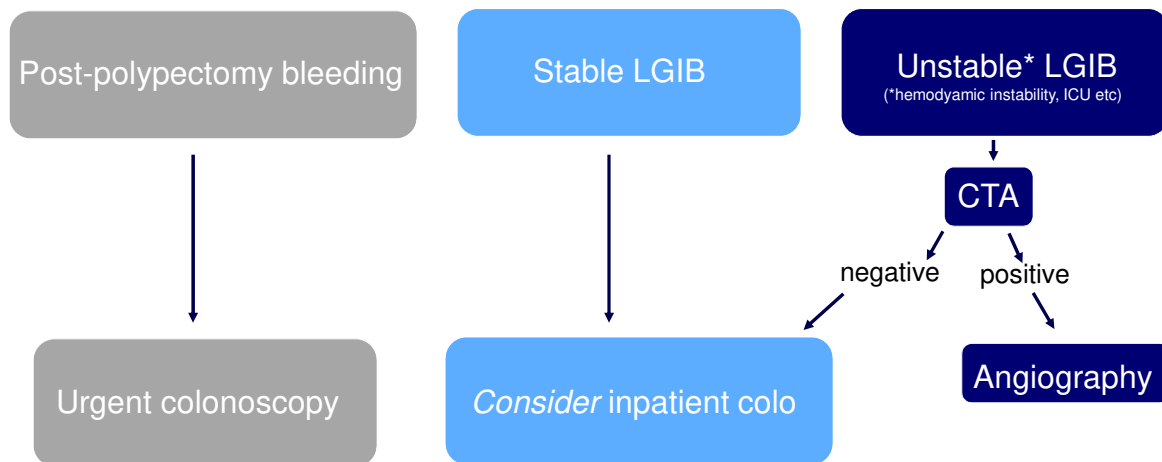 Post-polypectomy bleeding
Stable LGIB
Unstable* LGIB
(*hemodyamic instability, ICU etc)
CTA
negative
positive
Urgent colonoscopy
Consider inpatient colo
Angiography